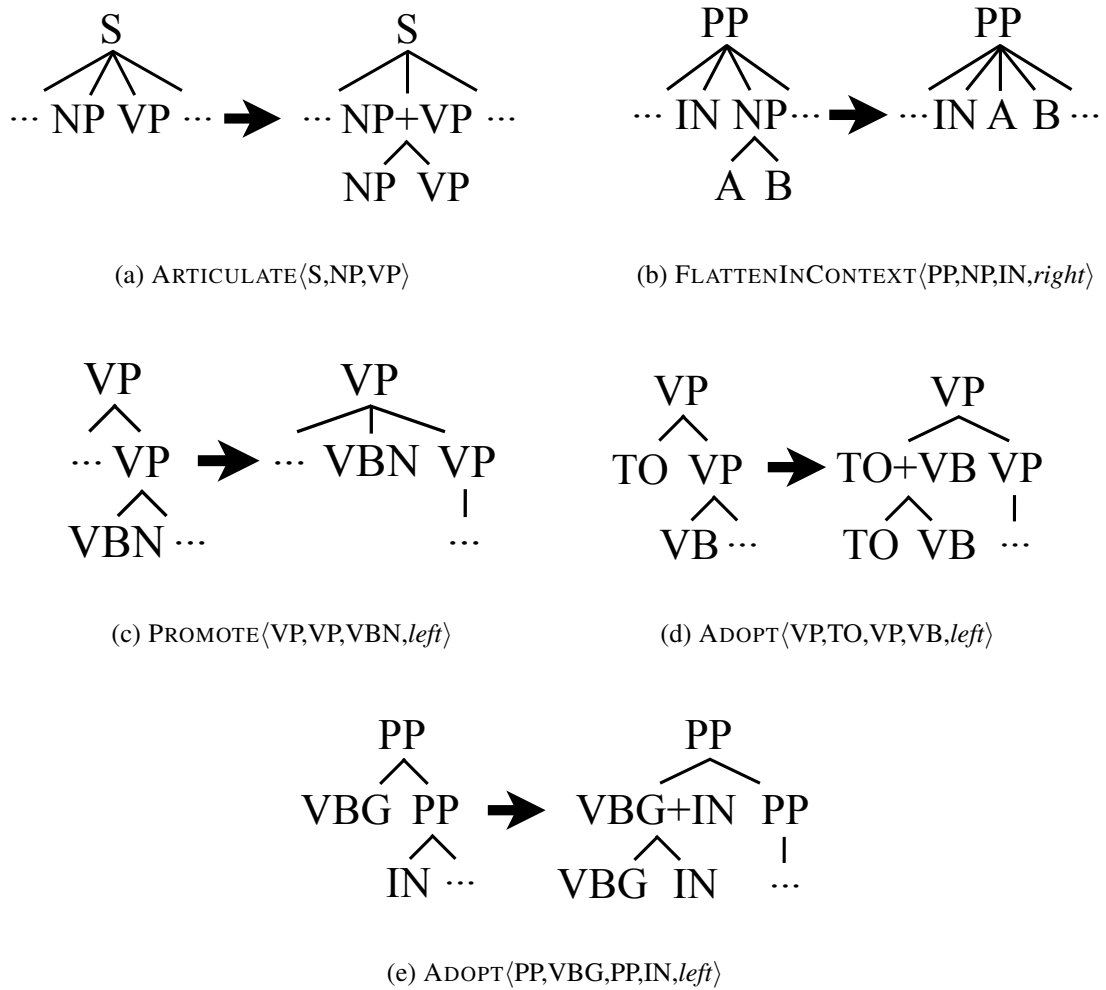 S S
··· NP VP ··· ··· NP+VP ···
NP VP
(a) ARTICULATE⟨S,NP,VP⟩
PP PP
··· IN NP ··· ··· IN A B ···
A B
(b) FLATTENINCONTEXT⟨PP,NP,IN,right⟩
VP VP
··· VP ··· VBN VP
VBN ··· ···
(c) PROMOTE⟨VP,VP,VBN,left⟩
VP VP
TO VP TO+VB VP
VB ··· TO VB ···
(d) ADOPT⟨VP,TO,VP,VB,left⟩
PP PP
VBG PP VBG+IN PP
IN ··· VBG IN ···
(e) ADOPT⟨PP,VBG,PP,IN,left⟩